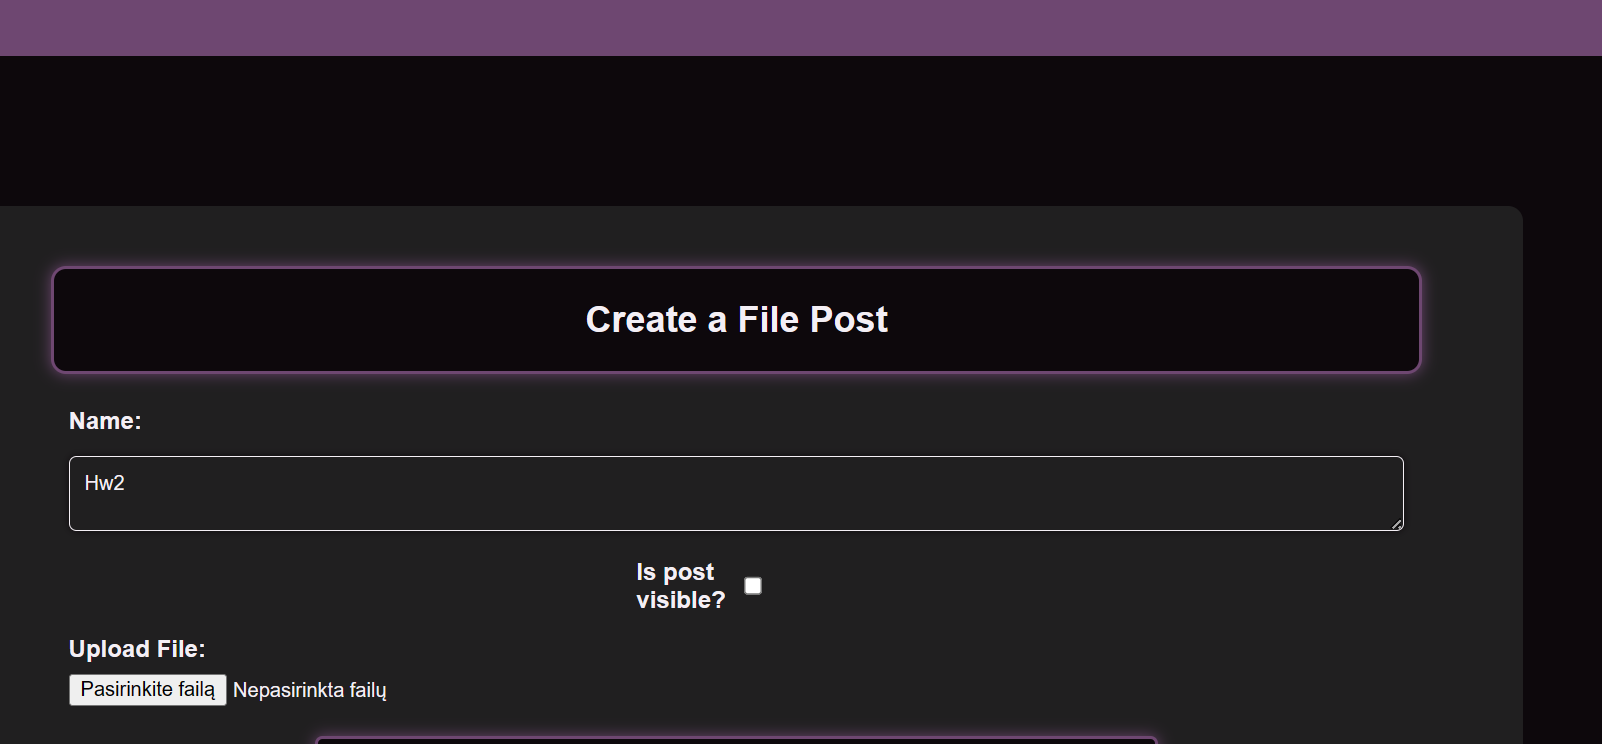 Create a File Post
Name:
Hw2
Is post
visible?
Upload File:
Pasirinkite failą Nepasirinkta failų